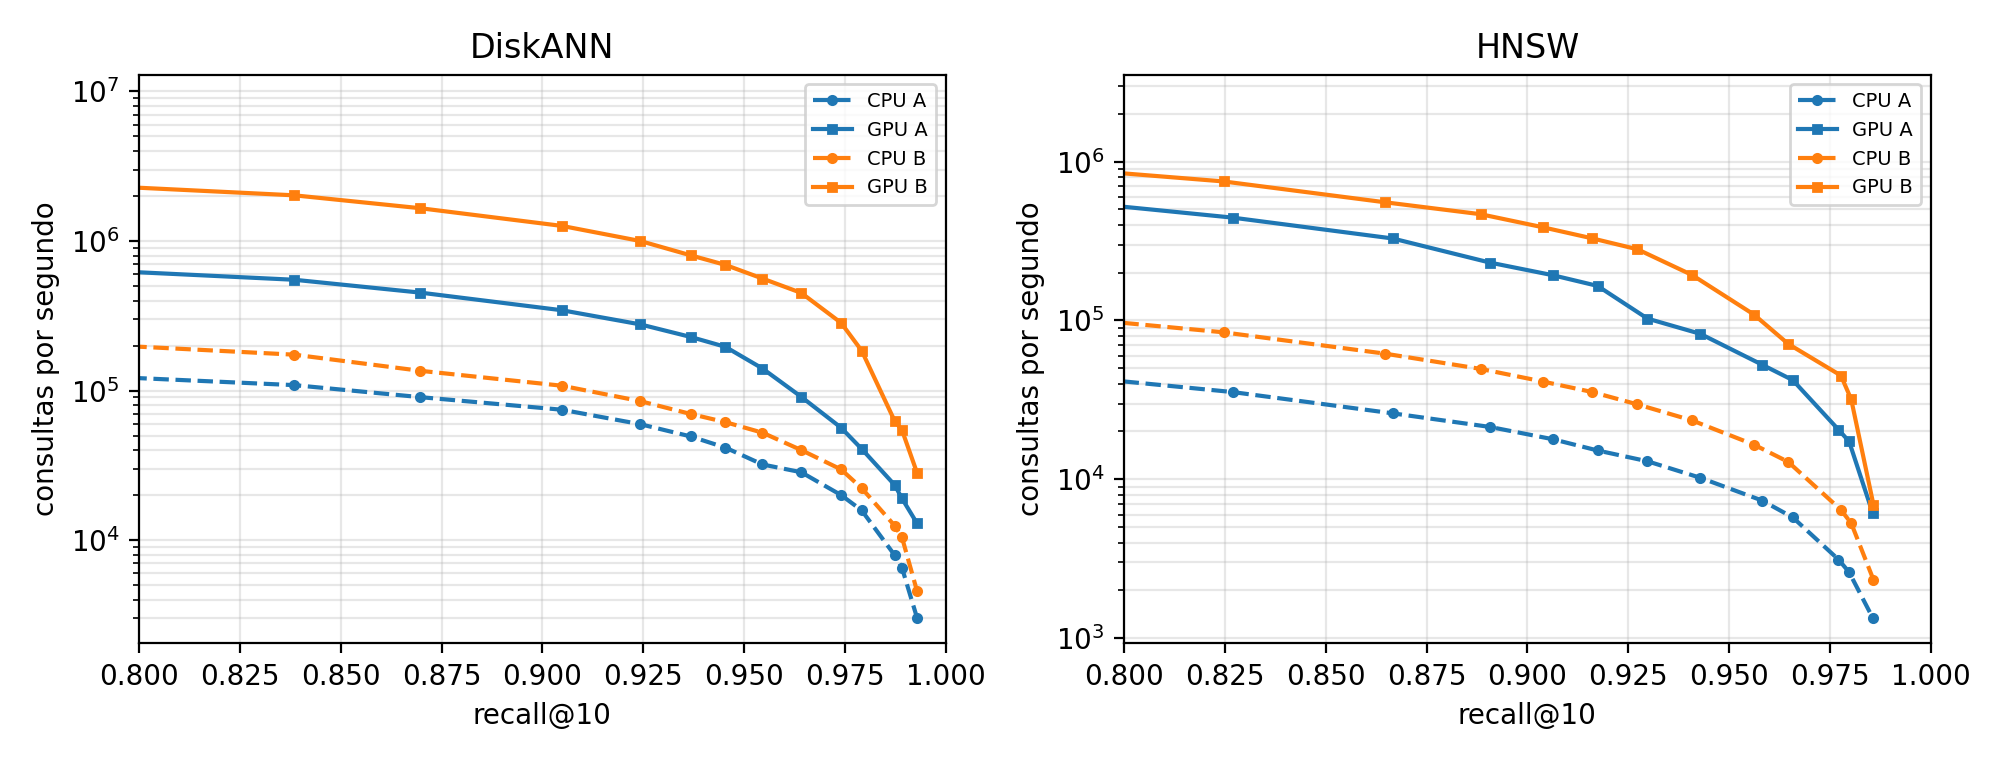 DiskANN
consultas por segundo
10^7
10^6
10^5
10^4
CPU A
GPU A
CPU B
GPU B
0.800 0.825 0.850 0.875 0.900 0.925 0.950 0.975 1.000
recall@10
HNSW
consultas por segundo
10^6
10^5
10^4
10^3
CPU A
GPU A
CPU B
GPU B
0.800 0.825 0.850 0.875 0.900 0.925 0.950 0.975 1.000
recall@10